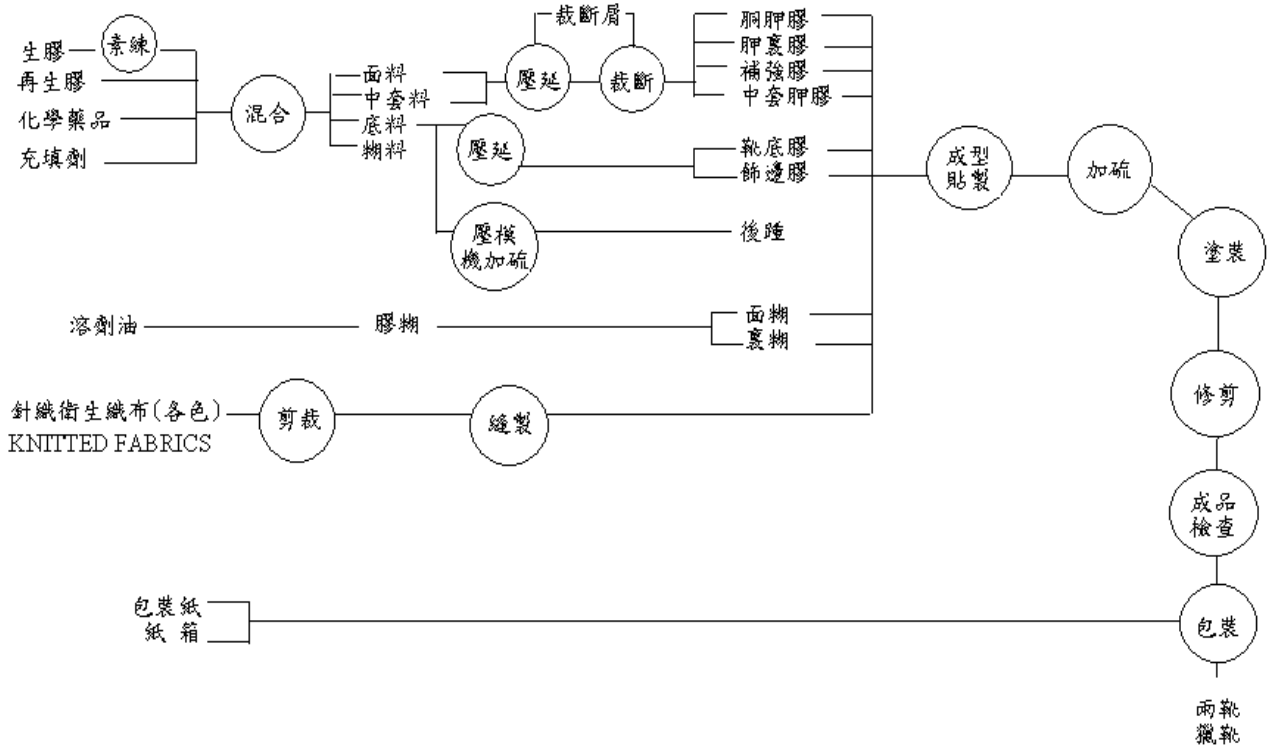 裁斷屑
胴胛膠
素練
生膠
胛裏膠
壓延
裁斷
面料
補強膠
再生膠
中套料
中套胛膠
混合
化學藥品
底料
糊料
壓延
靴底膠
充填劑
飾邊膠
成型
貼製
加硫
壓模
機加硫
後踵
塗裝
溶劑油
膠糊
面糊
裏糊
修剪
針織衛生織布(各色)
KNITTED FABRICS
剪裁
縫製
成品
檢查
包裝紙
紙 箱
包裝
雨靴
獵靴